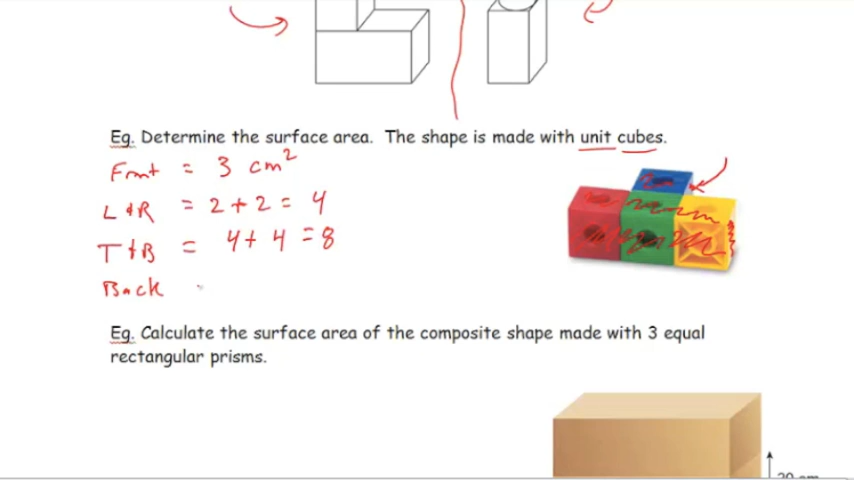 Eg. Determine the surface area. The shape is made with unit cubes.
Front = 3 cm²
L & R = 2 + 2 = 4
T & B = 4 + 4 = 8
Back
Eg. Calculate the surface area of the composite shape made with 3 equal
rectangular prisms.